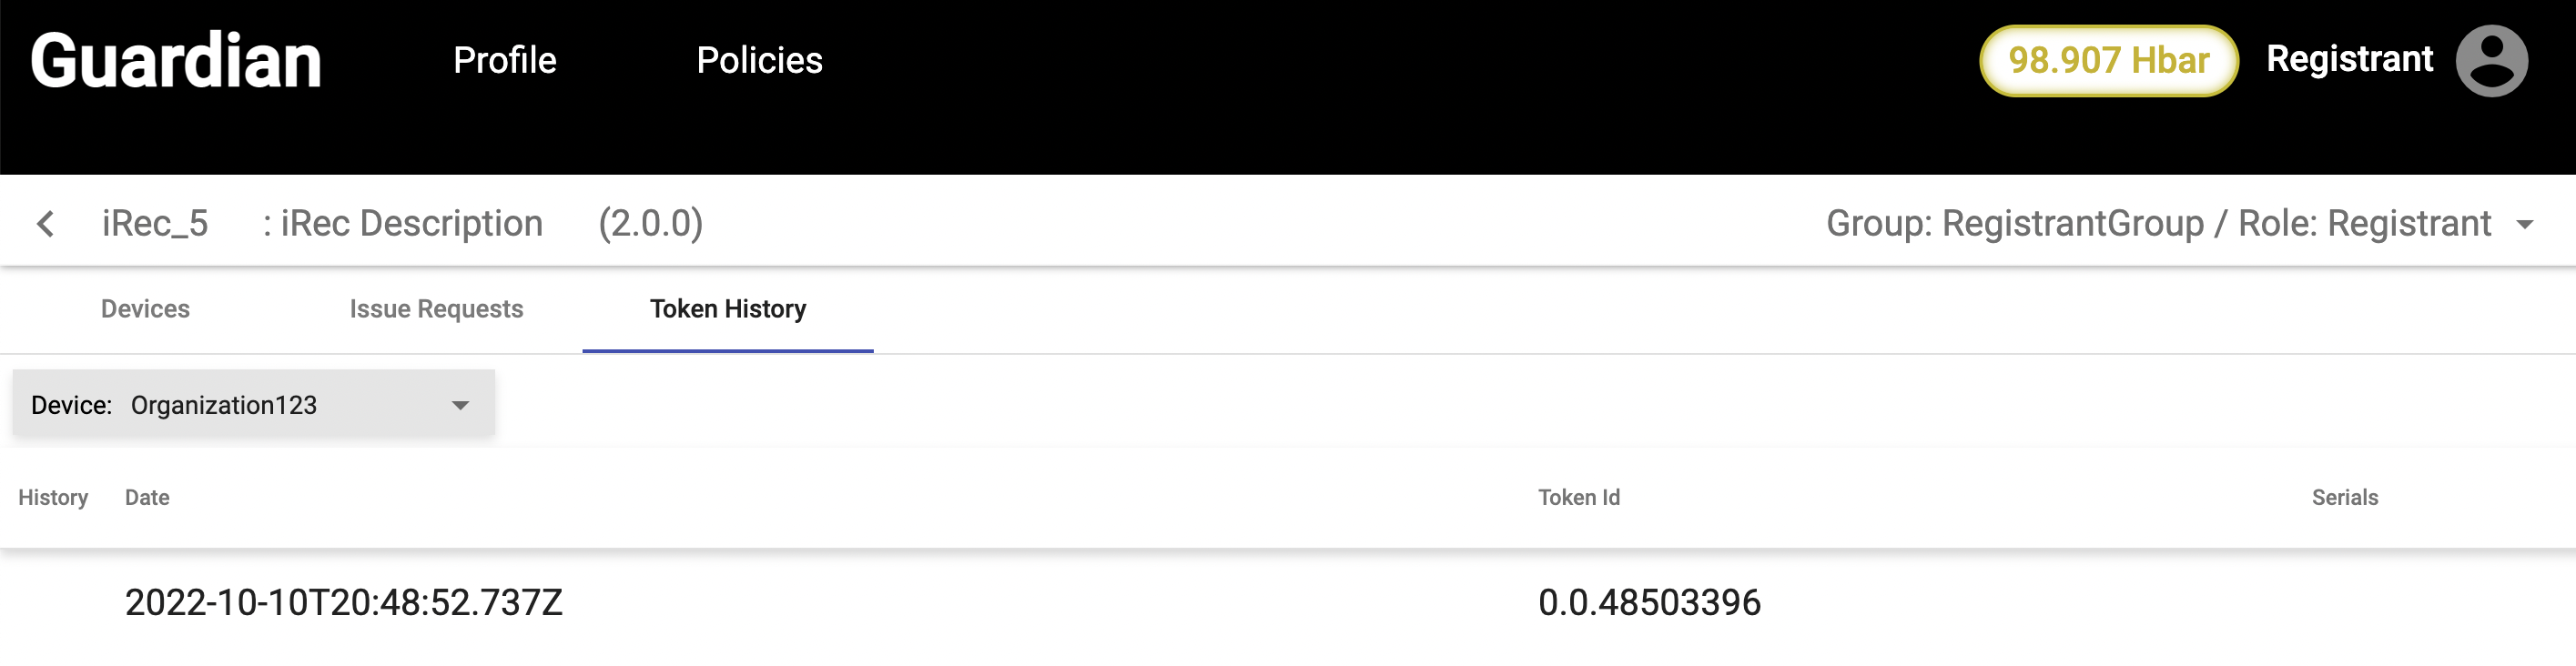 Guardian Profile Policies 98.907 Hbar Registrant
iRec_5 : iRec Description (2.0.0) Group: RegistrantGroup / Role: Registrant
Devices Issue Requests Token History
Device: Organization123
History Date Token Id Serials
2022-10-10T20:48:52.737Z 0.0.48503396